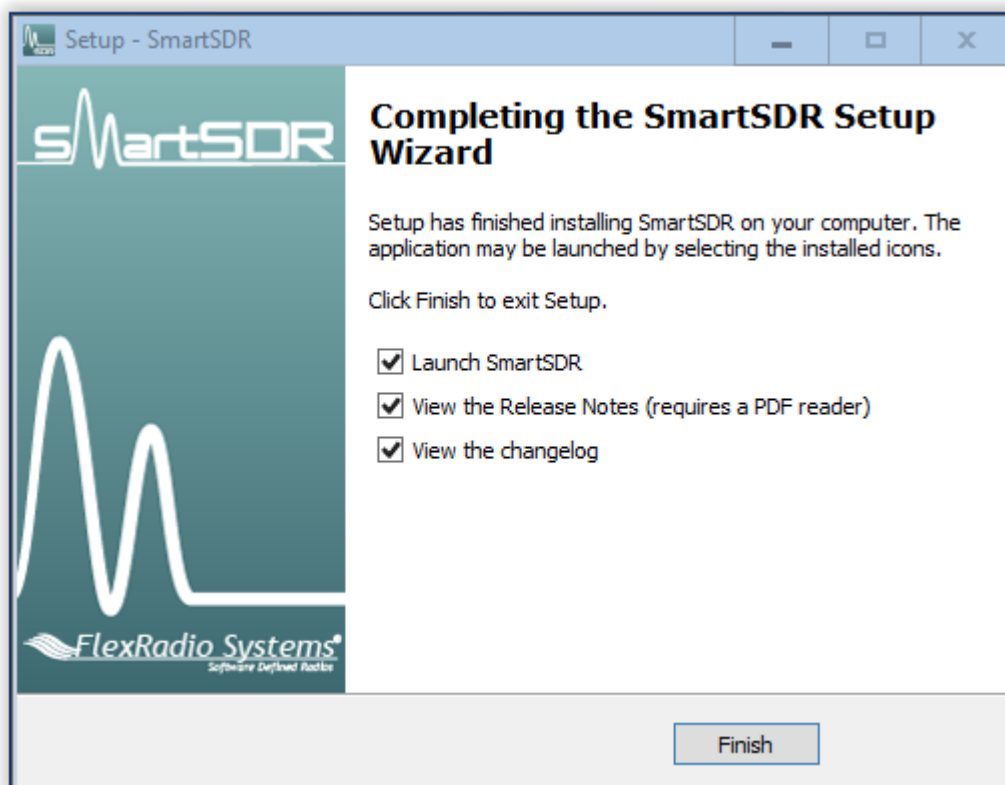 Setup - SmartSDR
smartSDR
Completing the SmartSDR Setup
Wizard
Setup has finished installing SmartSDR on your computer. The
application may be launched by selecting the installed icons.
Click Finish to exit Setup.
Launch SmartSDR
View the Release Notes (requires a PDF reader)
View the changelog
FlexRadio Systems
Software Defined Radios
Finish